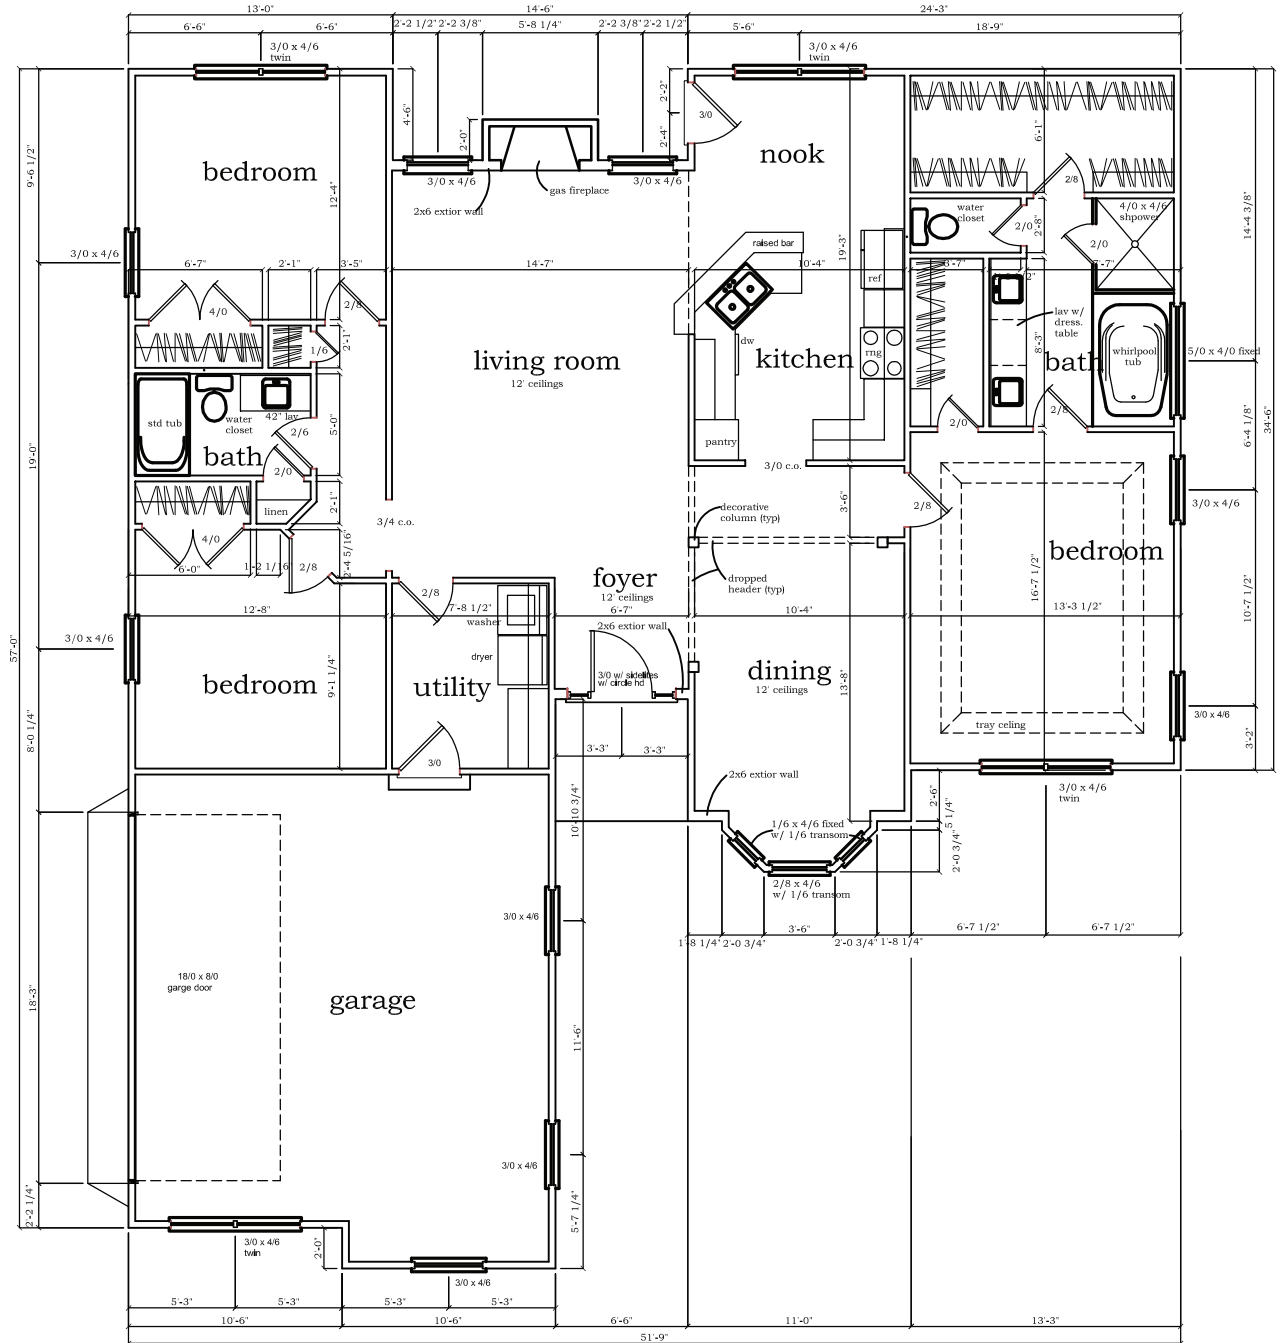 13'-0"
14'-6"
24'-3"
6'-6"
6'-6"
2'-2 1/2"
2'-2 3/8"
5'-8 1/4"
2'-2 3/8"
2'-2 1/2"
5'-6"
18'-9"
3/0 x 4/6
twin
3/0 x 4/6
twin
4'-6"
2'-0"
2'-2"
2'-4"
3/0
6'-1"
9'-6 1/2"
bedroom
12'-4"
3/0 x 4/6
3/0 x 4/6
gas fireplace
2x6 extior wall
nook
2/8
water
closet
2/0
2'-8"
4/0 x 4/6
shpower
2/0
14'-4 3/8"
3/0 x 4/6
raised bar
19'-3"
6'-7"
2'-1"
3'-5"
14'-7"
10'-4"
ref
4/0
2/8
1/6
2'-1"
dw
rng
living room
12' ceilings
kitchen
lav w/
dress.
table
8'-3"
bath
whirlpool
tub
5/0 x 4/0 fixed
34'-6"
6'-4 1/8"
std tub
water
closet
42" lav
2/6
5'-0"
bath
2/0
pantry
3/0 c.o.
2/0
2/8
19'-0"
linen
2'-1"
3/4 c.o.
3'-6"
2/8
3/0 x 4/6
decorative
column (typ)
4/0
6'-0"
1'-2 1/16"
2/8
2'-4 5/16"
foyer
12' ceilings
dropped
header (typ)
bedroom
16'-7 1/2"
10'-7 1/2"
12'-8"
2/8
7'-8 1/2"
6'-7"
10'-4"
13'-3 1/2"
washer
2x6 extior wall
3/0 x 4/6
57'-0"
dryer
bedroom
9'-1 1/4"
utility
3/0 w/ sidelites
w/ circle hd
dining
12' ceilings
13'-8"
tray celing
3/0 x 4/6
3'-2"
8'-0 1/4"
3/0
3'-3"
3'-3"
2x6 extior wall
3/0 x 4/6
twin
10'-10 3/4"
2'-6"
5 1/4"
1/6 x 4/6 fixed
w/ 1/6 transom
2'-0 3/4"
2/8 x 4/6
w/ 1/6 transom
3/0 x 4/6
1'-8 1/4"
2'-0 3/4"
3'-6"
2'-0 3/4"
1'-8 1/4"
6'-7 1/2"
6'-7 1/2"
18/0 x 8/0
garge door
garage
18'-3"
11'-6"
3/0 x 4/6
2'-2 1/4"
5'-7 1/4"
3/0 x 4/6
twin
2'-0"
3/0 x 4/6
5'-3"
5'-3"
5'-3"
5'-3"
10'-6"
10'-6"
6'-6"
11'-0"
13'-3"
51'-9"